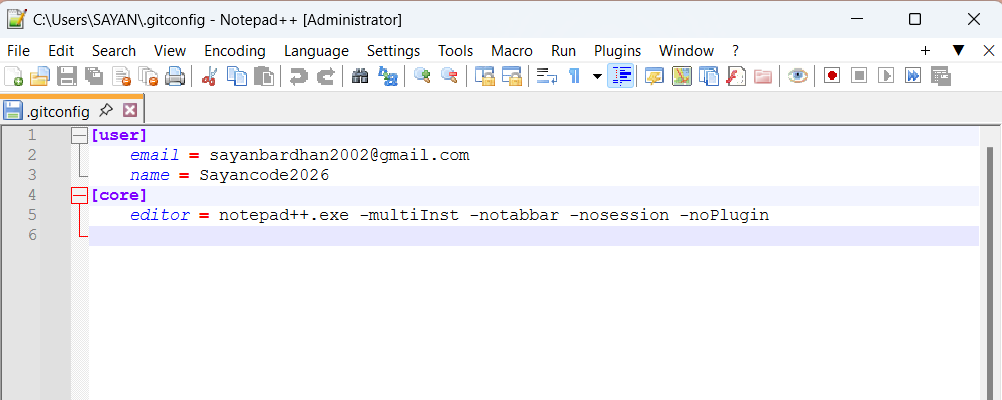 C:\Users\SAYAN\.gitconfig - Notepad++ [Administrator]
File Edit Search View Encoding Language Settings Tools Macro Run Plugins Window ?
.gitconfig
1 [user]
2 email = sayanbardhan2002@gmail.com
3 name = Sayancode2026
4 [core]
5 editor = notepad++.exe -multiInst -notabbar -nosession -noPlugin
6